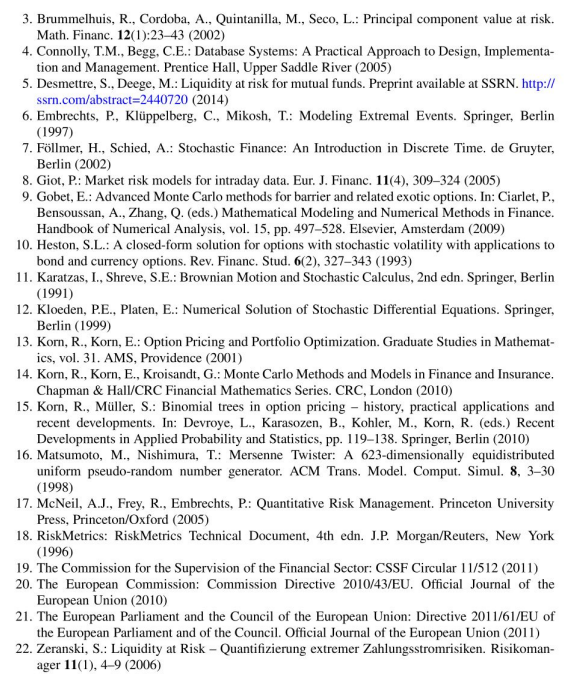 3. Brummelhuis, R., Cordoba, A., Quintanilla, M., Seco, L.: Principal component value at risk.
Math. Financ. 12(1):23–43 (2002)
4. Connolly, T.M., Begg, C.E.: Database Systems: A Practical Approach to Design, Implementa-
tion and Management. Prentice Hall, Upper Saddle River (2005)
5. Desmettre, S., Deege, M.: Liquidity at risk for mutual funds. Preprint available at SSRN. http://
ssrn.com/abstract=2440720 (2014)
6. Embrechts, P., Klüppelberg, C., Mikosh, T.: Modeling Extremal Events. Springer, Berlin
(1997)
7. Föllmer, H., Schied, A.: Stochastic Finance: An Introduction in Discrete Time. de Gruyter,
Berlin (2002)
8. Giot, P.: Market risk models for intraday data. Eur. J. Financ. 11(4), 309–324 (2005)
9. Gobet, E.: Advanced Monte Carlo methods for barrier and related exotic options. In: Ciarlet, P.,
Bensoussan, A., Zhang, Q. (eds.) Mathematical Modeling and Numerical Methods in Finance.
Handbook of Numerical Analysis, vol. 15, pp. 497–528. Elsevier, Amsterdam (2009)
10. Heston, S.L.: A closed-form solution for options with stochastic volatility with applications to
bond and currency options. Rev. Financ. Stud. 6(2), 327–343 (1993)
11. Karatzas, I., Shreve, S.E.: Brownian Motion and Stochastic Calculus, 2nd edn. Springer, Berlin
(1991)
12. Kloeden, P.E., Platen, E.: Numerical Solution of Stochastic Differential Equations. Springer,
Berlin (1999)
13. Korn, R., Korn, E.: Option Pricing and Portfolio Optimization. Graduate Studies in Mathemat-
ics, vol. 31. AMS, Providence (2001)
14. Korn, R., Korn, E., Kroisandt, G.: Monte Carlo Methods and Models in Finance and Insurance.
Chapman & Hall/CRC Financial Mathematics Series. CRC, London (2010)
15. Korn, R., Müller, S.: Binomial trees in option pricing – history, practical applications and
recent developments. In: Devroye, L., Karasozen, B., Kohler, M., Korn, R. (eds.) Recent
Developments in Applied Probability and Statistics, pp. 119–138. Springer, Berlin (2010)
16. Matsumoto, M., Nishimura, T.: Mersenne Twister: A 623-dimensionally equidistributed
uniform pseudo-random number generator. ACM Trans. Model. Comput. Simul. 8, 3–30
(1998)
17. McNeil, A.J., Frey, R., Embrechts, P.: Quantitative Risk Management. Princeton University
Press, Princeton/Oxford (2005)
18. RiskMetrics: RiskMetrics Technical Document, 4th edn. J.P. Morgan/Reuters, New York
(1996)
19. The Commission for the Supervision of the Financial Sector: CSSF Circular 11/512 (2011)
20. The European Commission: Commission Directive 2010/43/EU. Official Journal of the
European Union (2010)
21. The European Parliament and the Council of the European Union: Directive 2011/61/EU of
the European Parliament and of the Council. Official Journal of the European Union (2011)
22. Zeranski, S.: Liquidity at Risk – Quantifizierung extremer Zahlungsstromrisiken. Risikoman-
ager 11(1), 4–9 (2006)